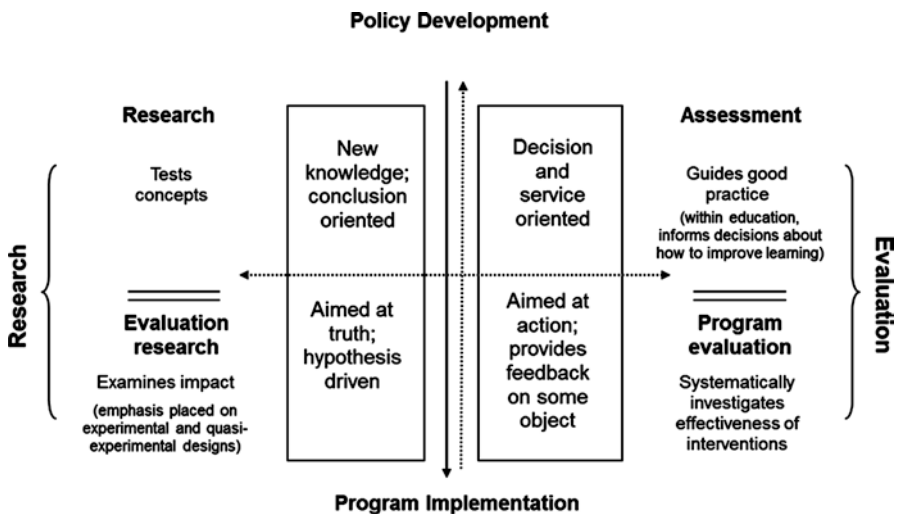 Policy Development
Research
Tests
concepts
Research
Evaluation
research
Examines impact
(emphasis placed on
experimental and quasi-
experimental designs)
New
knowledge;
conclusion
oriented
Aimed at
truth;
hypothesis
driven
Decision
and
service
oriented
Aimed at
action;
provides
feedback
on some
object
Assessment
Guides good
practice
(within education,
informs decisions about
how to improve learning)
Program
evaluation
Systematically
investigates
effectiveness of
interventions
Evaluation
Program Implementation